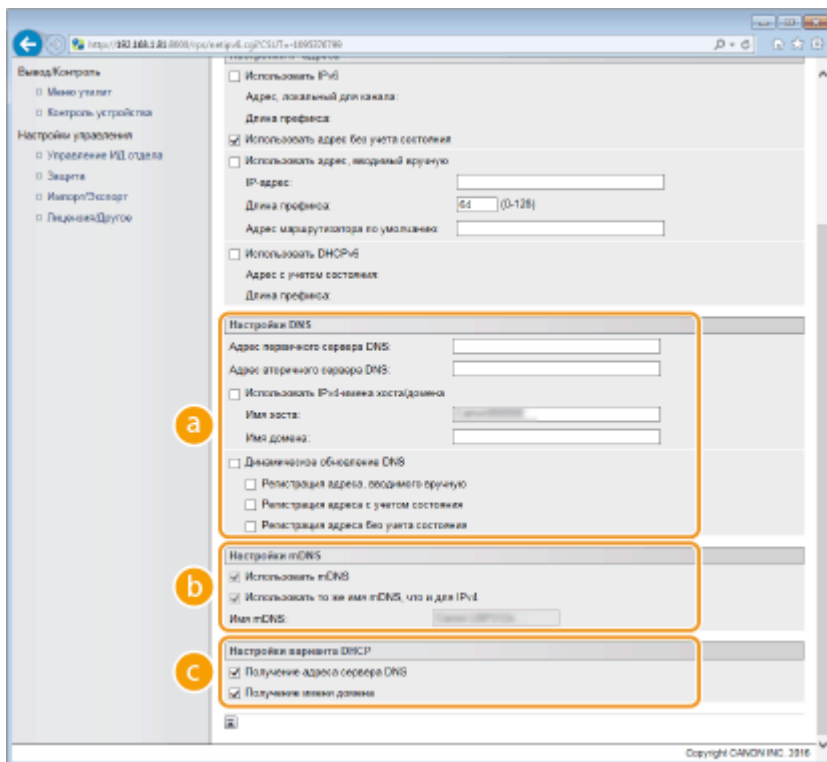 Вывод/Контроль
Меню утилит
Контроль устройства
Настройки управления
Управление ИД отдела
Защита
Импорт/Экспорт
Лицензия/Другое
Использовать IPv6
Адрес, локальный для канала:
Длина префикса:
Использовать адрес без учета состояния
Использовать адрес, вводимый вручную
IP-адрес:
Длина префикса: 64 (0-128)
Адрес маршрутизатора по умолчанию:
Использовать DHCPv6
Адрес с учетом состояния:
Длина префикса:
a
Настройки DNS
Адрес первичного сервера DNS:
Адрес вторичного сервера DNS:
Использовать IPv4-имена хоста/домена
Имя хоста:
Имя домена:
Динамическое обновление DNS
Регистрация адреса, вводимого вручную
Регистрация адреса с учетом состояния
Регистрация адреса без учета состояния
b
Настройки mDNS
Использовать mDNS
Использовать то же имя mDNS, что и для IPv4
Имя mDNS:
c
Настройки варианта DHCP
Получение адреса сервера DNS
Получение имени домена
Copyright CANON INC. 2016